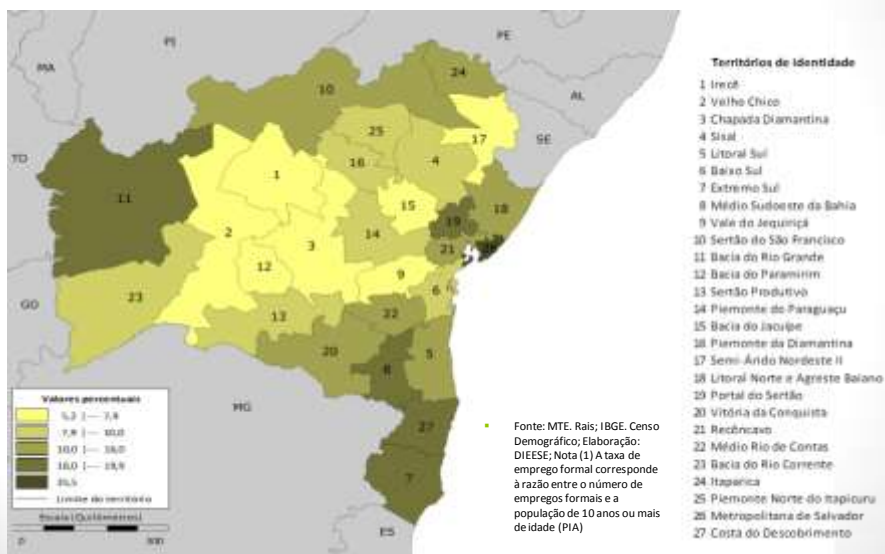 PI
PE
MA
AL
SE
TO
GO
MG
ES
24
10
17
25
4
16
1
11
15
19
18
2
3
14
21
12
9
23
6
13
22
20
5
8
27
7
Valores percentuais
5,2 |--- 7,9
7,9 |--- 10,0
10,0 |--- 16,0
16,0 |--- 19,9
Limite do território
Escala (Quilômetros)
0
Fonte: MTE. Rais; IBGE. Censo
Demográfico; Elaboração:
DIEESE; Nota (1) A taxa de
emprego formal corresponde
à razão entre o número de
empregos formais e a
população de 10 anos ou mais
de idade (PIA)
Territórios de Identidade
1 Irecê
2 Velho Chico
3 Chapada Diamantina
4 Sisal
5 Litoral Sul
6 Baixo Sul
7 Extremo Sul
8 Médio Sudoeste da Bahia
9 Vale do Jequiriçá
10 Sertão do São Francisco
11 Bacia do Rio Grande
12 Bacia do Paramirim
13 Sertão Produtivo
14 Piemonte do Paraguaçu
15 Bacia do Jacuípe
16 Piemonte da Diamantina
17 Semi-Árido Nordeste II
18 Litoral Norte e Agreste Baiano
19 Portal do Sertão
20 Vitória da Conquista
21 Recôncavo
22 Médio Rio de Contas
23 Bacia do Rio Corrente
24 Itaparica
25 Piemonte Norte do Itapicuru
26 Metropolitana de Salvador
27 Costa do Descobrimento